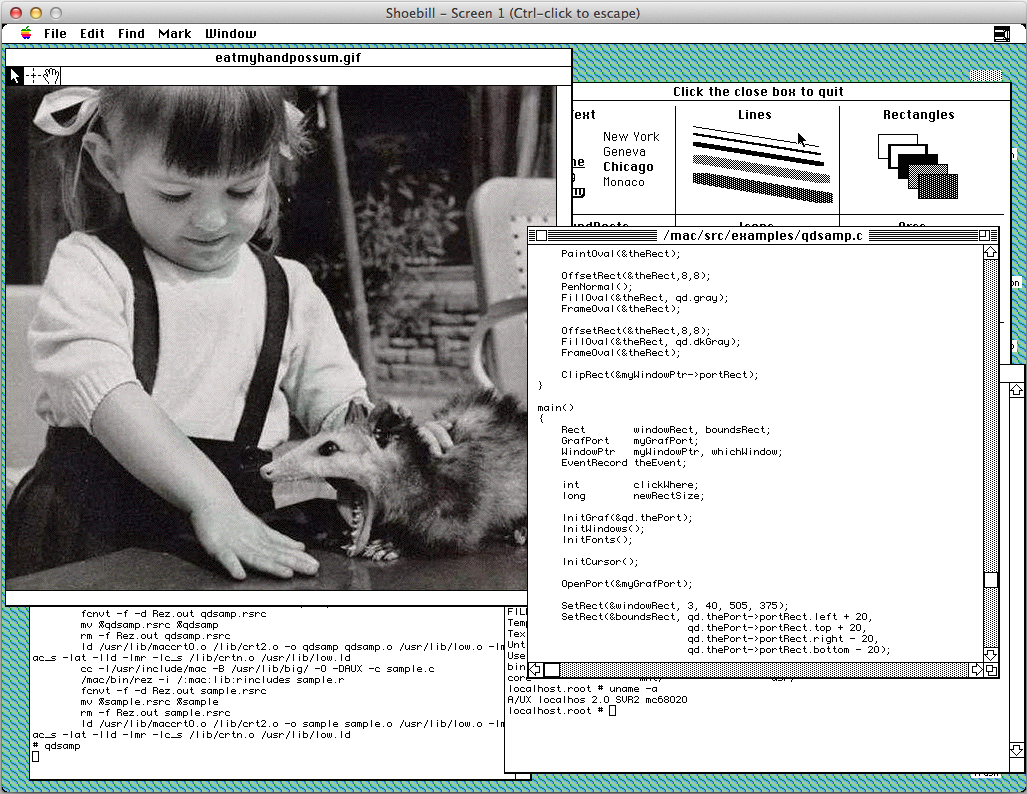 Shoebill – Screen 1 (Ctrl-click to escape)
File Edit Find Mark Window
eatmyhandpossum.gif
Click the close box to quit
Lines
Rectangles
New York
Geneva
Chicago
Monaco
/mac/src/examples/qdsamp.c
PaintOval(&theRect);
OffsetRect(&theRect,8,8);
PenNormal();
FillOval(&theRect, qd.gray);
FrameOval(&theRect);
OffsetRect(&theRect,8,8);
FillOval(&theRect, qd.dkGray);
FrameOval(&theRect);
ClipRect(&myWindowPtr->portRect);
}
main()
{
Rect windowRect, boundsRect;
GrafPort myGrafPort;
WindowPtr myWindowPtr, whichWindow;
EventRecord theEvent;
int clickWhere;
long newRectSize;
InitGraf(&qd.thePort);
InitWindows();
InitFonts();
InitCursor();
OpenPort(&myGrafPort);
SetRect(&windowRect, 3, 40, 505, 375);
SetRect(&boundsRect, qd.thePort->portRect.left + 20,
qd.thePort->portRect.top + 20,
qd.thePort->portRect.right - 20,
qd.thePort->portRect.bottom - 20);
fcnvt -f -d Rez.out qdsamp.rsrc
mv %qdsamp.rsrc %qdsamp
rm -f Rez.out qdsamp.rsrc
ld /usr/lib/maccrt0.o /lib/crt2.o -o qdsamp qdsamp.o /usr/lib/low.o -lm
ac_s -lat -lld -lmr -lc_s /lib/crtn.o /usr/lib/low.ld
cc -I/usr/include/mac -B /usr/lib/big/ -O -DAUX -c sample.c
/mac/bin/rez -i /:mac:lib:rincludes sample.r
fcnvt -f -d Rez.out sample.rsrc
mv %sample.rsrc %sample
rm -f Rez.out sample.rsrc
ld /usr/lib/maccrt0.o /lib/crt2.o -o sample sample.o /usr/lib/low.o -lm
ac_s -lat -lld -lmr -lc_s /lib/crtn.o /usr/lib/low.ld
# qdsamp
FIL
Temp
Tex
Unt
Use
bin
core
localhost.root # uname -a
A/UX localhos 2.0 SVR2 mc68020
localhost.root #